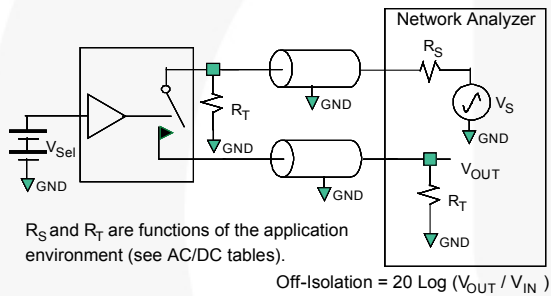 Network Analyzer
R_S
V_S
GND
R_T
GND
GND
V_Sel
GND
GND
V_OUT
R_T
GND
R_S and R_T are functions of the application
environment (see AC/DC tables).
Off-Isolation = 20 Log (V_OUT / V_IN )